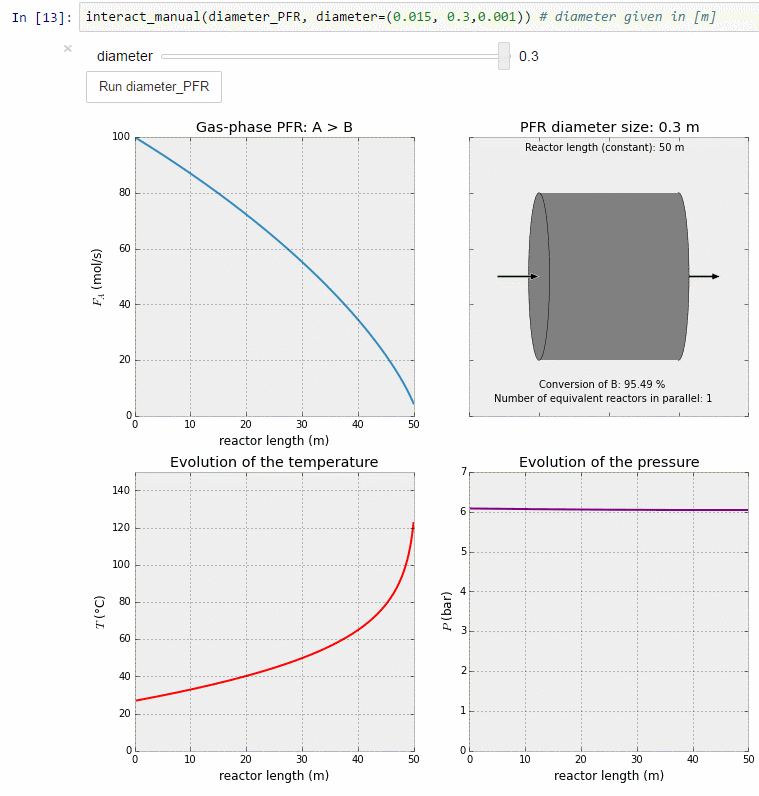 In [13]: interact_manual(diameter_PFR, diameter=(0.015, 0.3,0.001)) # diameter given in [m]
×
diameter 0.3
Run diameter_PFR
Gas-phase PFR: A > B
100
80
60
40
20
0
F_A (mol/s)
0 10 20 30 40 50
reactor length (m)
PFR diameter size: 0.3 m
Reactor length (constant): 50 m
Conversion of B: 95.49 %
Number of equivalent reactors in parallel: 1
Evolution of the temperature
140
120
100
80
60
40
20
0
T (°C)
0 10 20 30 40 50
reactor length (m)
Evolution of the pressure
7
6
5
4
3
2
1
0
P (bar)
0 10 20 30 40 50
reactor length (m)